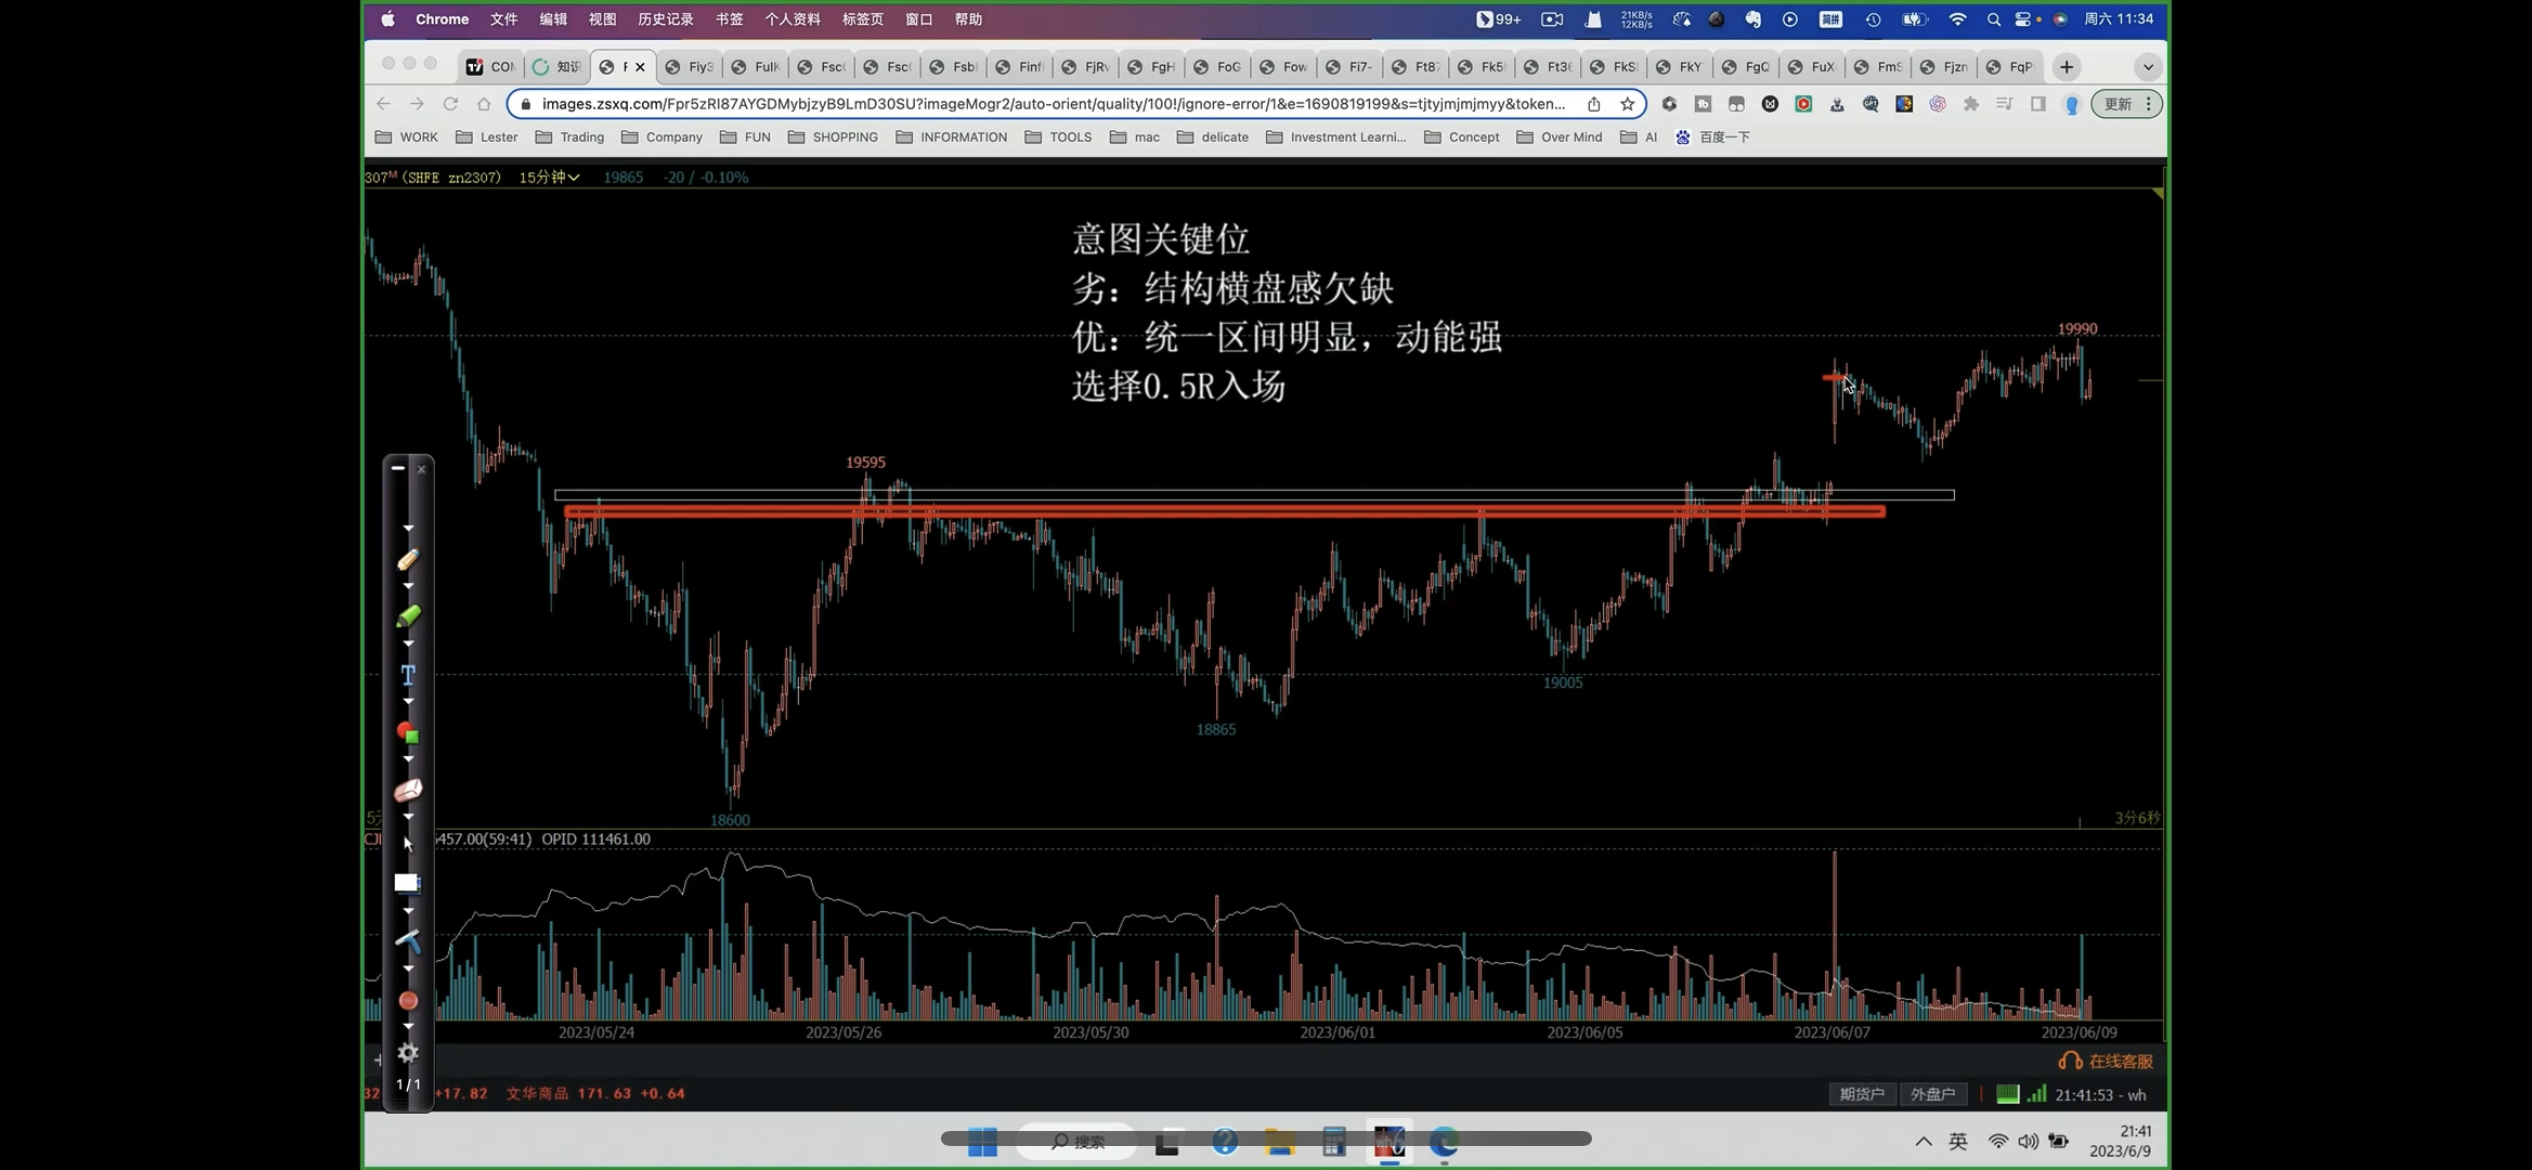 Chrome 文件 编辑 视图 历史记录 书签 个人资料 标签页 窗口 帮助 99+ 21KB/s 12KB/s 简拼 周六 11:34
CON 知识 F Fiy3 FulK Fsc Fsc Fsb Finf FjRv FgH FoG Fow Fi7- Ft8 Fk5 Ft3 FkS FkY FgQ FuX FmS Fjzn FqP
images.zsxq.com/Fpr5zRI87AYGDMybjzyB9LmD30SU?imageMogr2/auto-orient/quality/100!/ignore-error/1&e=1690819199&s=tjtyjmjmjmyy&token... 更新
WORK Lester Trading Company FUN SHOPPING INFORMATION TOOLS mac delicate Investment Learni... Concept Over Mind AI 百度一下
307M (SHFE zn2307) 15分钟 19865 -20 / -0.10%
意图关键位
劣：结构横盘感欠缺
优：统一区间明显，动能强
选择0.5R入场
19990
19595
19005
18865
18600
3分6秒
457.00(59:41) OPID 111461.00
2023/05/24 2023/05/26 2023/05/30 2023/06/01 2023/06/05 2023/06/07 2023/06/09
1/1
在线客服
32 +17.82 文华商品 171.63 +0.64 期货户 外盘户 21:41:53 - wh
搜索 英 21:41
2023/6/9